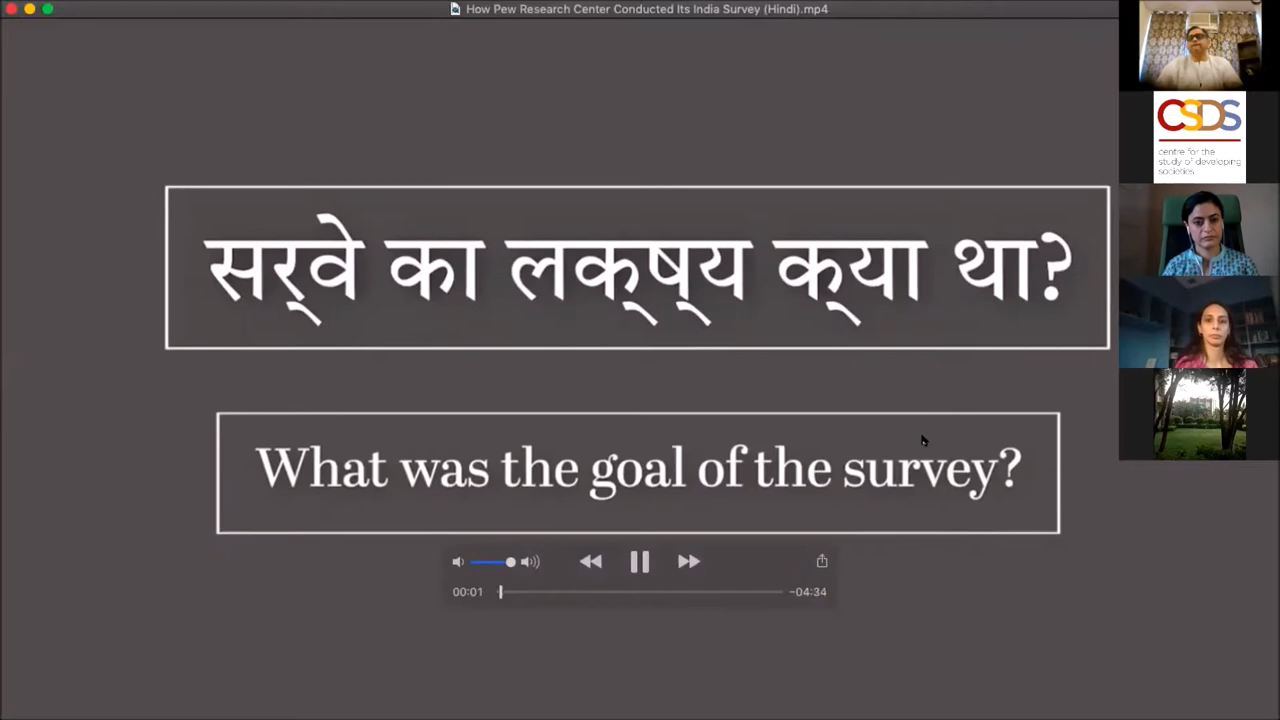 How Pew Research Center Conducted Its India Survey (Hindi).mp4
सर्‌वे का लक्‌ष्‌य क्‌या था?
What was the goal of the survey?
00:01
-04:34
CSDS
centre for the
study of developing
societies